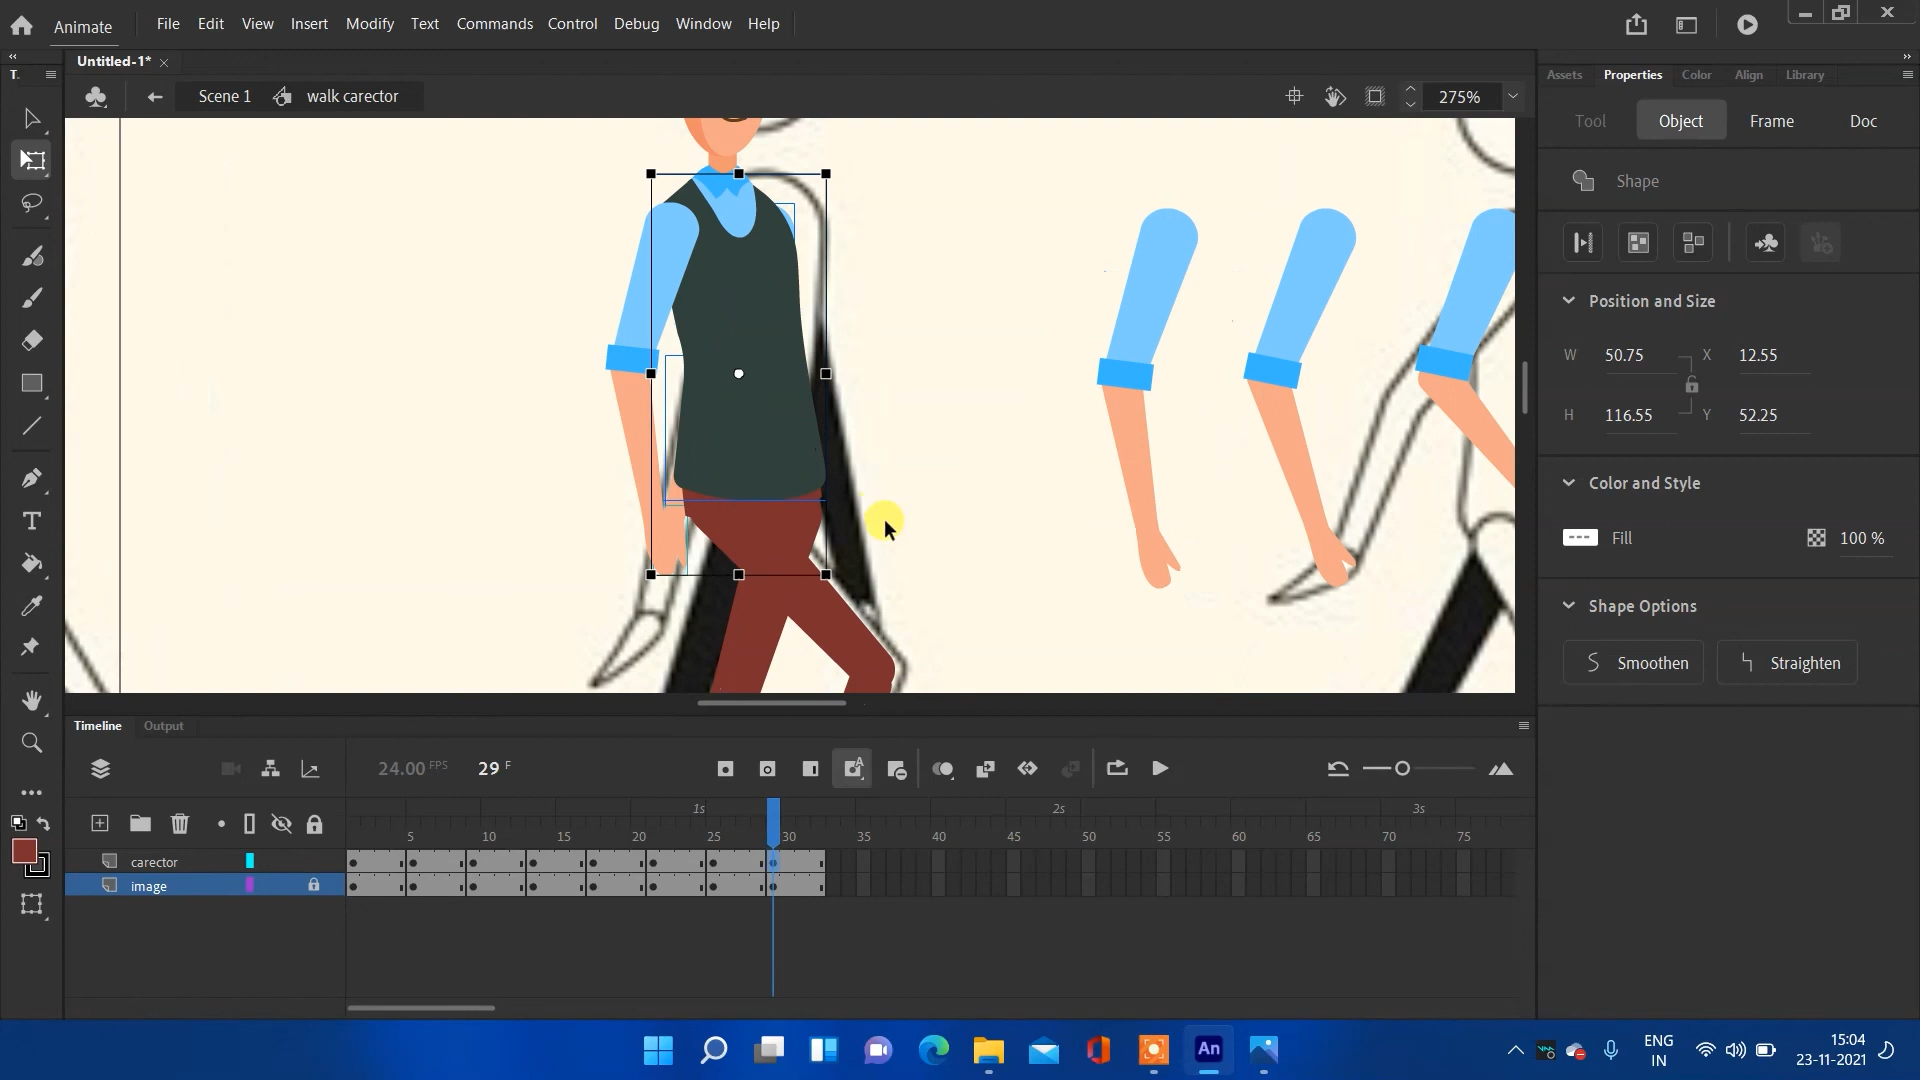 Animate
File Edit View Insert Modify Text Commands Control Debug Window Help
Untitled-1*
T.
Assets Properties Color Align Library
Scene 1 walk carector
275%
Tool Object Frame Doc
Shape
Position and Size
W 50.75 X 12.55
H 116.55 Y 52.25
Color and Style
Fill 100 %
Shape Options
Smoothen Straighten
Timeline Output
24.00 FPS 29 F
1s 2s 3s
5 10 15 20 25 30 35 40 45 50 55 60 65 70 75
carector
image
An
ENG
IN
15:04
23-11-2021